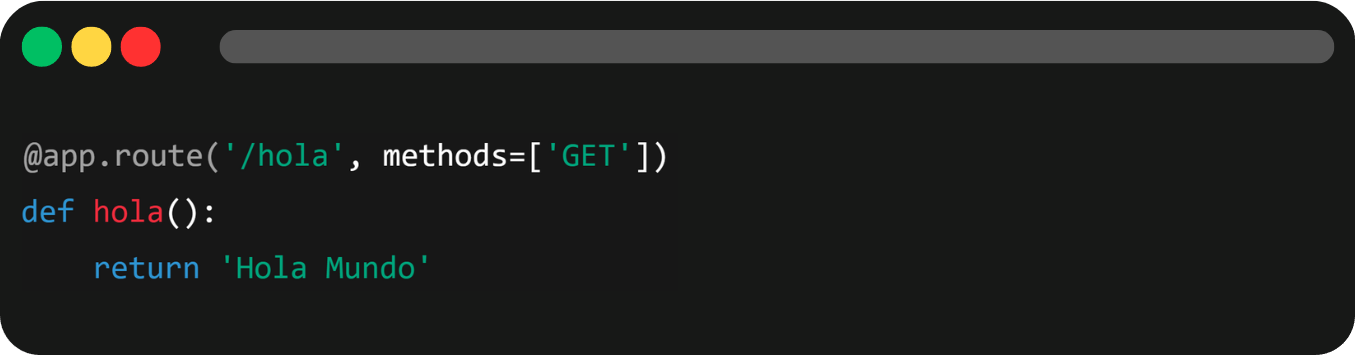 @app.route('/hola', methods=['GET'])
def hola():
    return 'Hola Mundo'